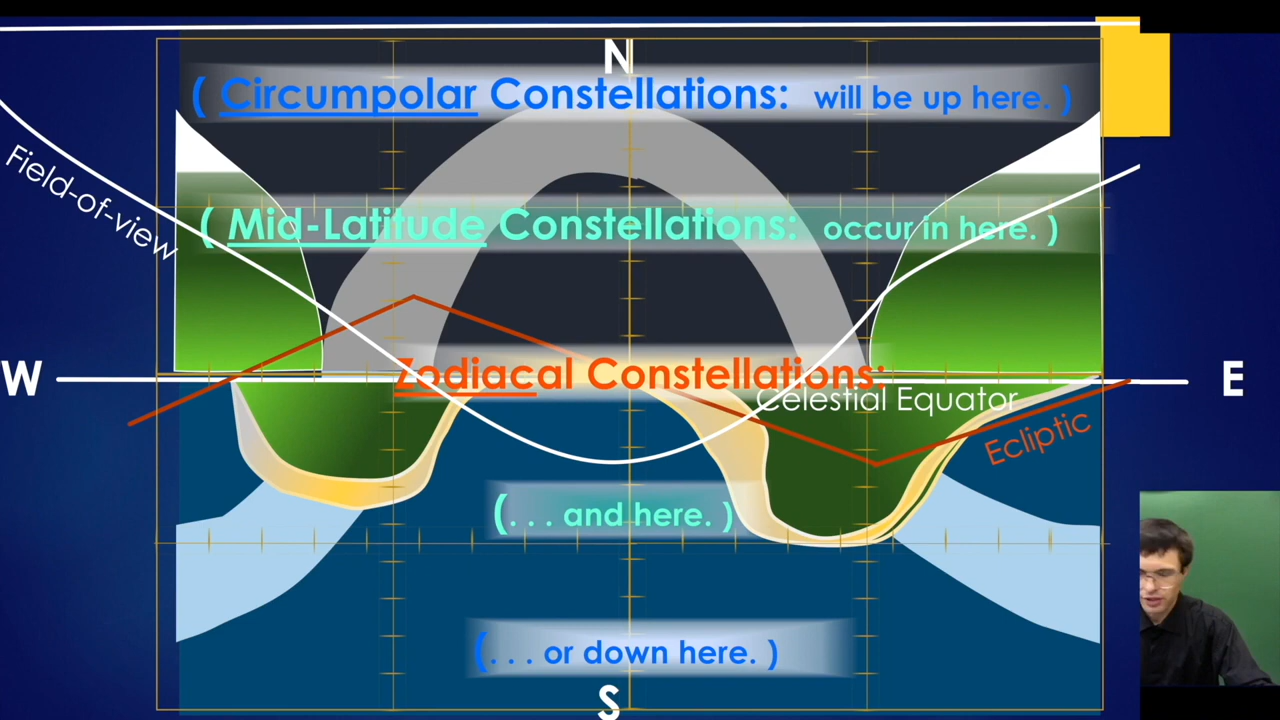 N
( Circumpolar Constellations: will be up here. )
Field-of-view
( Mid-Latitude Constellations: occur in here. )
W
Zodiacal Constellations:
E
Celestial Equator
Ecliptic
(. . . and here. )
(. . . or down here. )
S